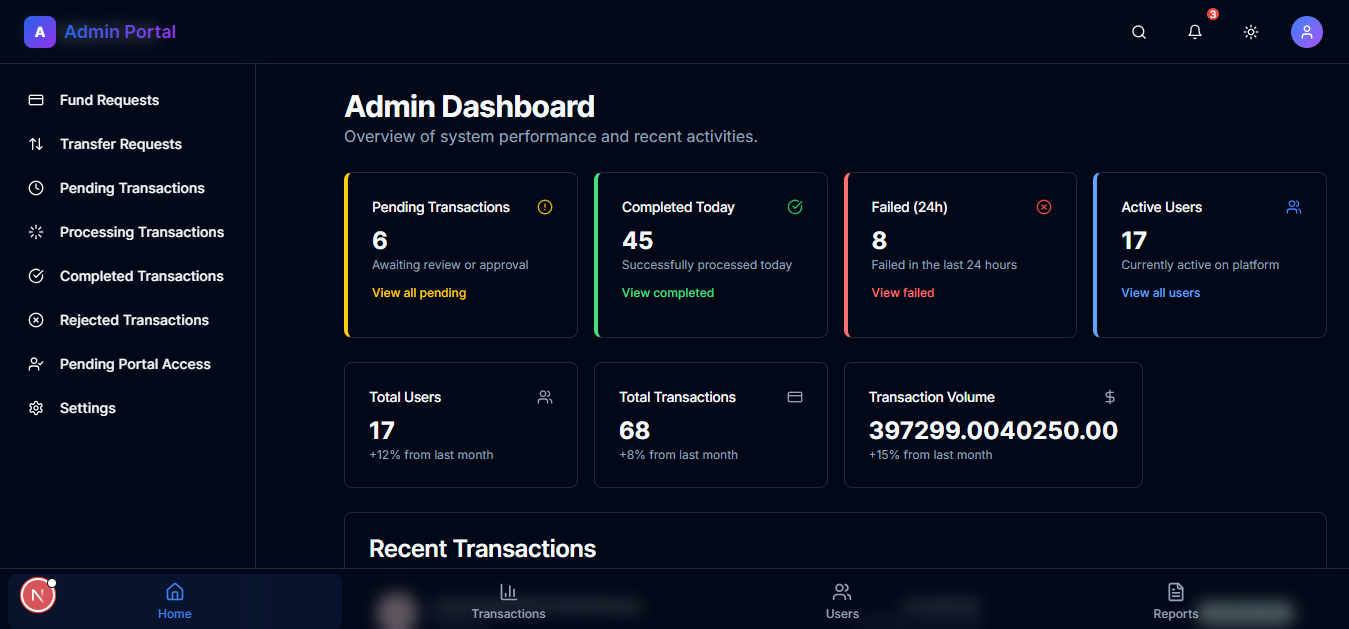 A Admin Portal
3
Fund Requests
Transfer Requests
Pending Transactions
Processing Transactions
Completed Transactions
Rejected Transactions
Pending Portal Access
Settings
Admin Dashboard
Overview of system performance and recent activities.
Pending Transactions
6
Awaiting review or approval
View all pending
Completed Today
45
Successfully processed today
View completed
Failed (24h)
8
Failed in the last 24 hours
View failed
Active Users
17
Currently active on platform
View all users
Total Users
17
+12% from last month
Total Transactions
68
+8% from last month
Transaction Volume
$
397299.0040250.00
+15% from last month
Recent Transactions
N
Home
Transactions
Users
Reports